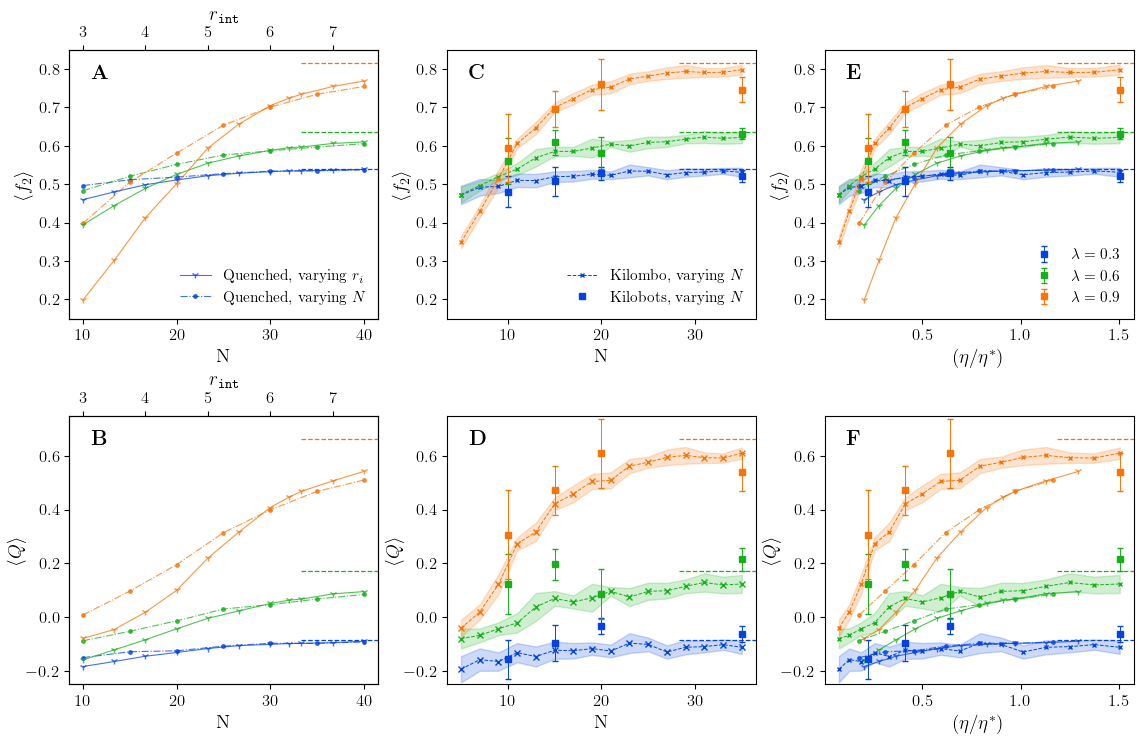 r_int
3 4 5 6 7
A
⟨f₂⟩
0.8
0.7
0.6
0.5
0.4
0.3
0.2
Quenched, varying r_i
Quenched, varying N
10 20 30 40
N
C
⟨f₂⟩
Kilombo, varying N
Kilobots, varying N
10 20 30
N
E
⟨f₂⟩
λ = 0.3
λ = 0.6
λ = 0.9
0.5 1.0 1.5
(η/η*)
r_int
3 4 5 6 7
B
⟨Q⟩
0.6
0.4
0.2
0.0
−0.2
10 20 30 40
N
D
⟨Q⟩
10 20 30
N
F
⟨Q⟩
0.5 1.0 1.5
(η/η*)